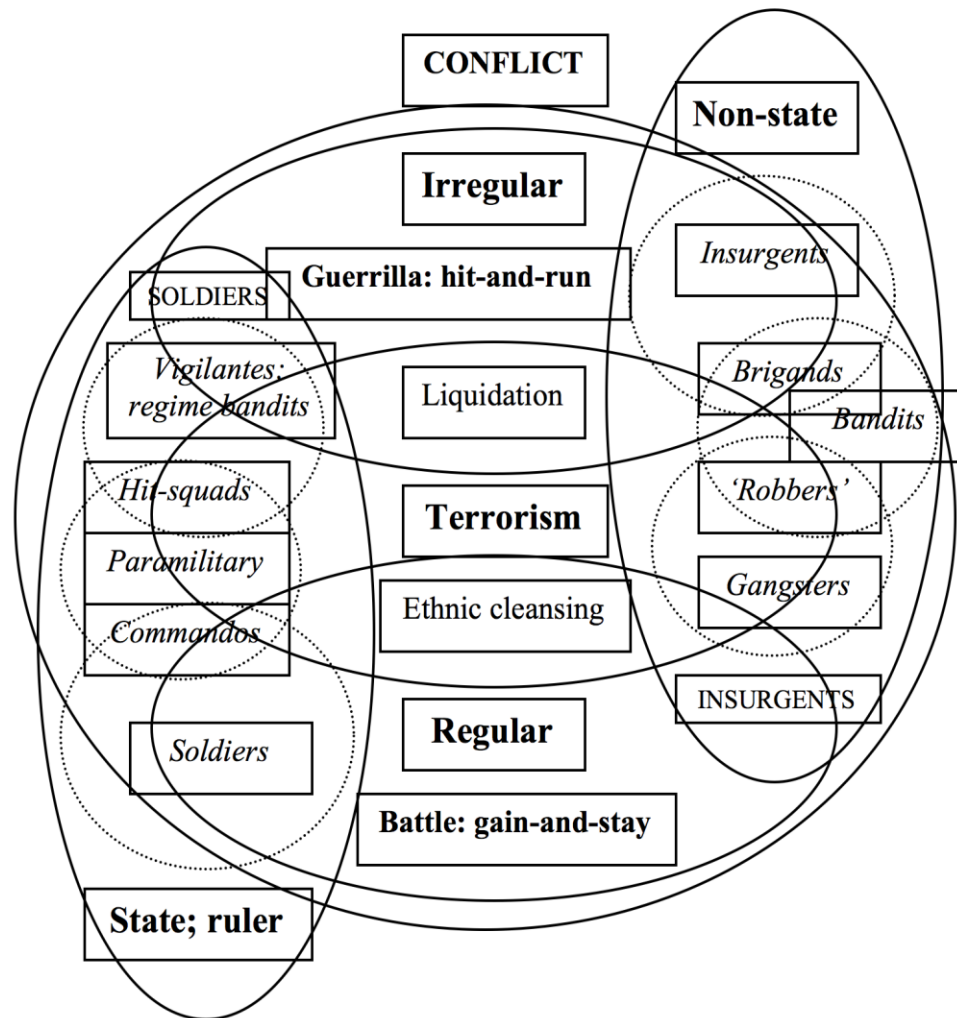 CONFLICT
Non-state
Irregular
Insurgents
Guerrilla: hit-and-run
SOLDIERS
Vigilantes;
regime bandits
Liquidation
Brigands
Bandits
Hit-squads
'Robbers'
Terrorism
Paramilitary
Gangsters
Ethnic cleansing
Commandos
INSURGENTS
Regular
Soldiers
Battle: gain-and-stay
State; ruler